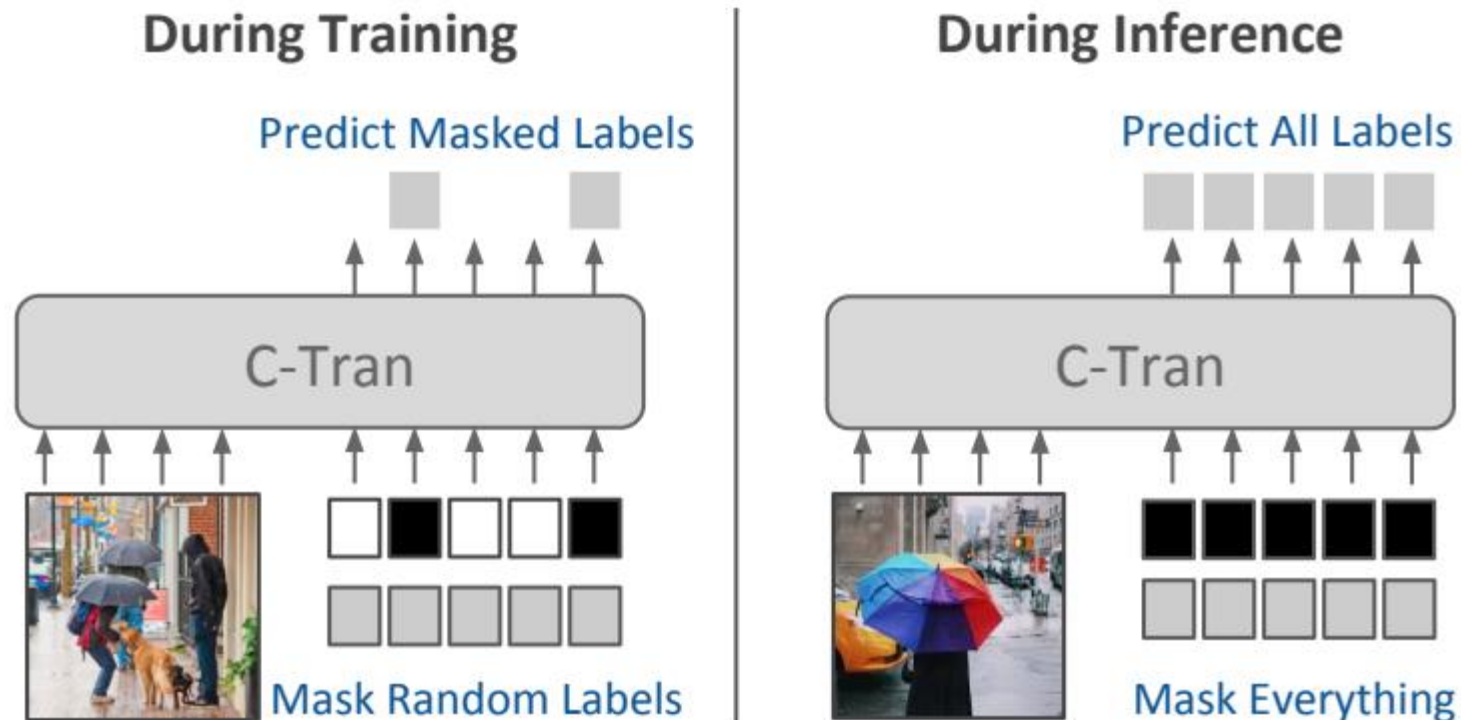 During Training
Predict Masked Labels
C-Tran
Mask Random Labels
During Inference
Predict All Labels
C-Tran
Mask Everything